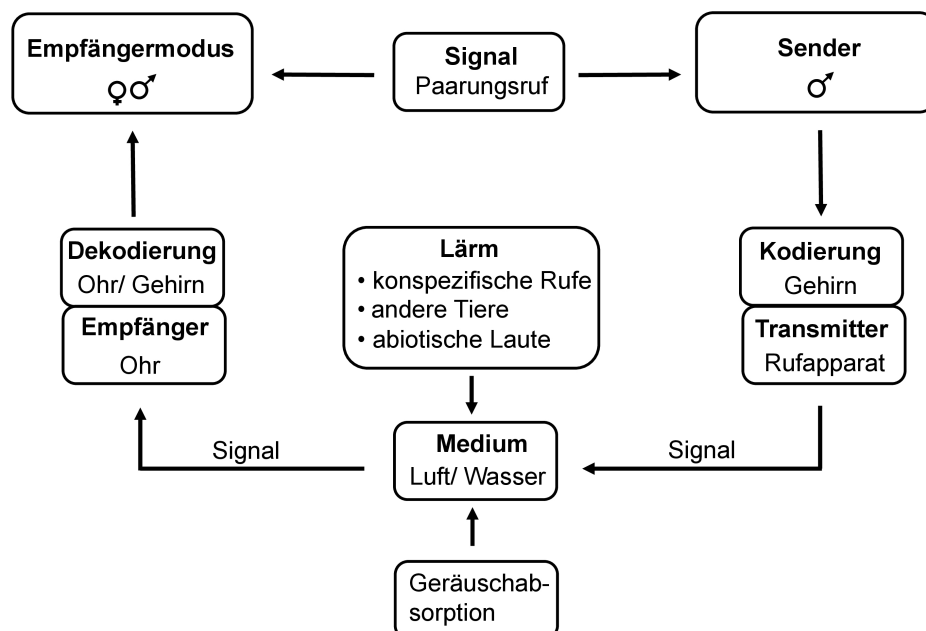 Empfängermodus
♀♂
Signal
Paarungsruf
Sender
♂
Dekodierung
Ohr/ Gehirn
Empfänger
Ohr
Lärm
• konspezifische Rufe
• andere Tiere
• abiotische Laute
Kodierung
Gehirn
Transmitter
Rufapparat
Signal
Medium
Luft/ Wasser
Signal
Geräuschab-
sorption